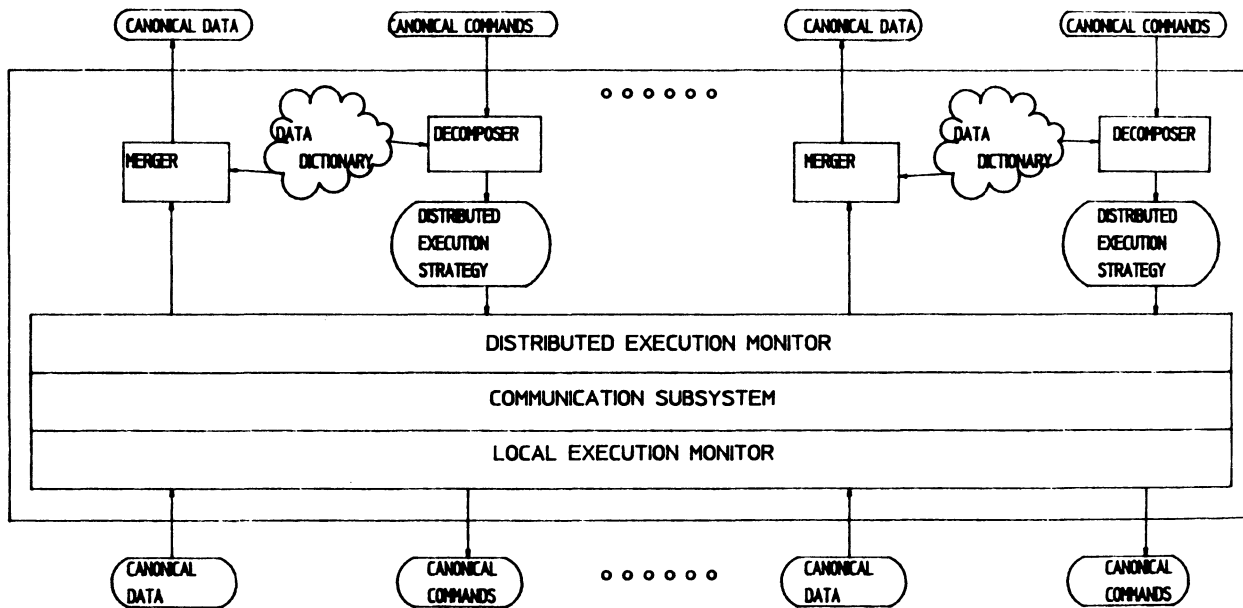 CANONICAL DATA
CANONICAL COMMANDS
CANONICAL DATA
CANONICAL COMMANDS
DATA
DICTIONARY
DECOMPOSER
MERGER
DATA
DICTIONARY
DECOMPOSER
MERGER
DISTRIBUTED
EXECUTION
STRATEGY
DISTRIBUTED
EXECUTION
STRATEGY
DISTRIBUTED EXECUTION MONITOR
COMMUNICATION SUBSYSTEM
LOCAL EXECUTION MONITOR
CANONICAL
DATA
CANONICAL
COMMANDS
CANONICAL
DATA
CANONICAL
COMMANDS